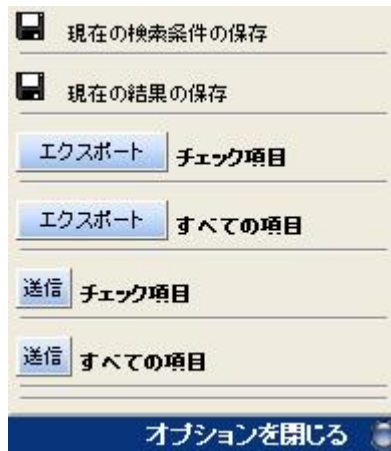 現在の検索条件の保存
現在の結果の保存
エクスポート チェック項目
エクスポート すべての項目
送信 チェック項目
送信 すべての項目
オプションを閉じる